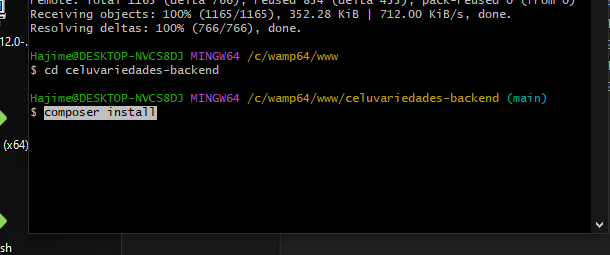 remote: Total 1165 (delta 766), reused 854 (delta 455), pack-reused 0 (from 0)
Receiving objects: 100% (1165/1165), 352.28 KiB | 712.00 KiB/s, done.
Resolving deltas: 100% (766/766), done.
12.0-..
Hajime@DESKTOP-NVCS8DJ MINGW64 /c/wamp64/www
$ cd celuvariedades-backend
Hajime@DESKTOP-NVCS8DJ MINGW64 /c/wamp64/www/celuvariedades-backend (main)
$ composer install
(x64)
sh